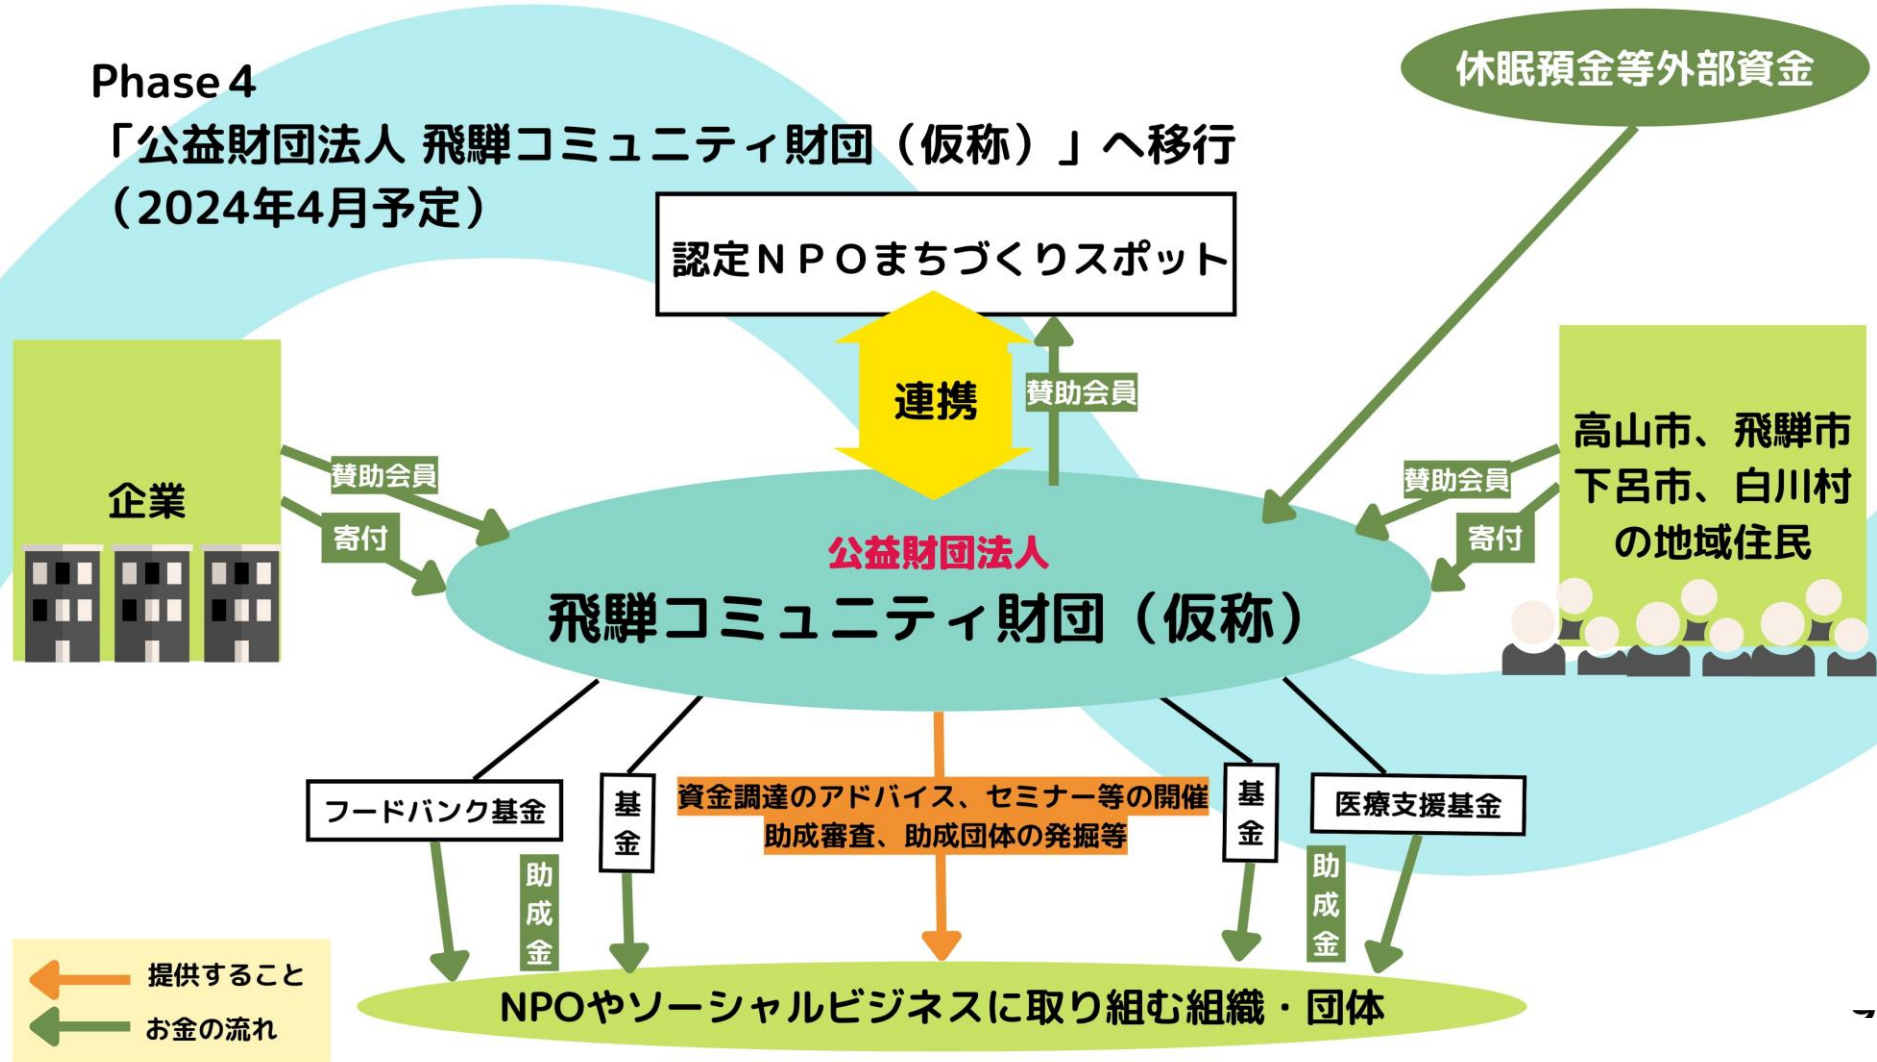 Phase４
「公益財団法人 飛騨コミュニティ財団（仮称）」へ移行
（2024年4月予定）
休眠預金等外部資金
認定ＮＰＯまちづくりスポット
連携
賛助会員
企業
賛助会員
寄付
高山市、飛騨市
下呂市、白川村
の地域住民
賛助会員
寄付
公益財団法人
飛騨コミュニティ財団（仮称）
フードバンク基金
基金
資金調達のアドバイス、セミナー等の開催
助成審査、助成団体の発掘等
基金
医療支援基金
助成金
助成金
NPOやソーシャルビジネスに取り組む組織・団体
提供すること
お金の流れ